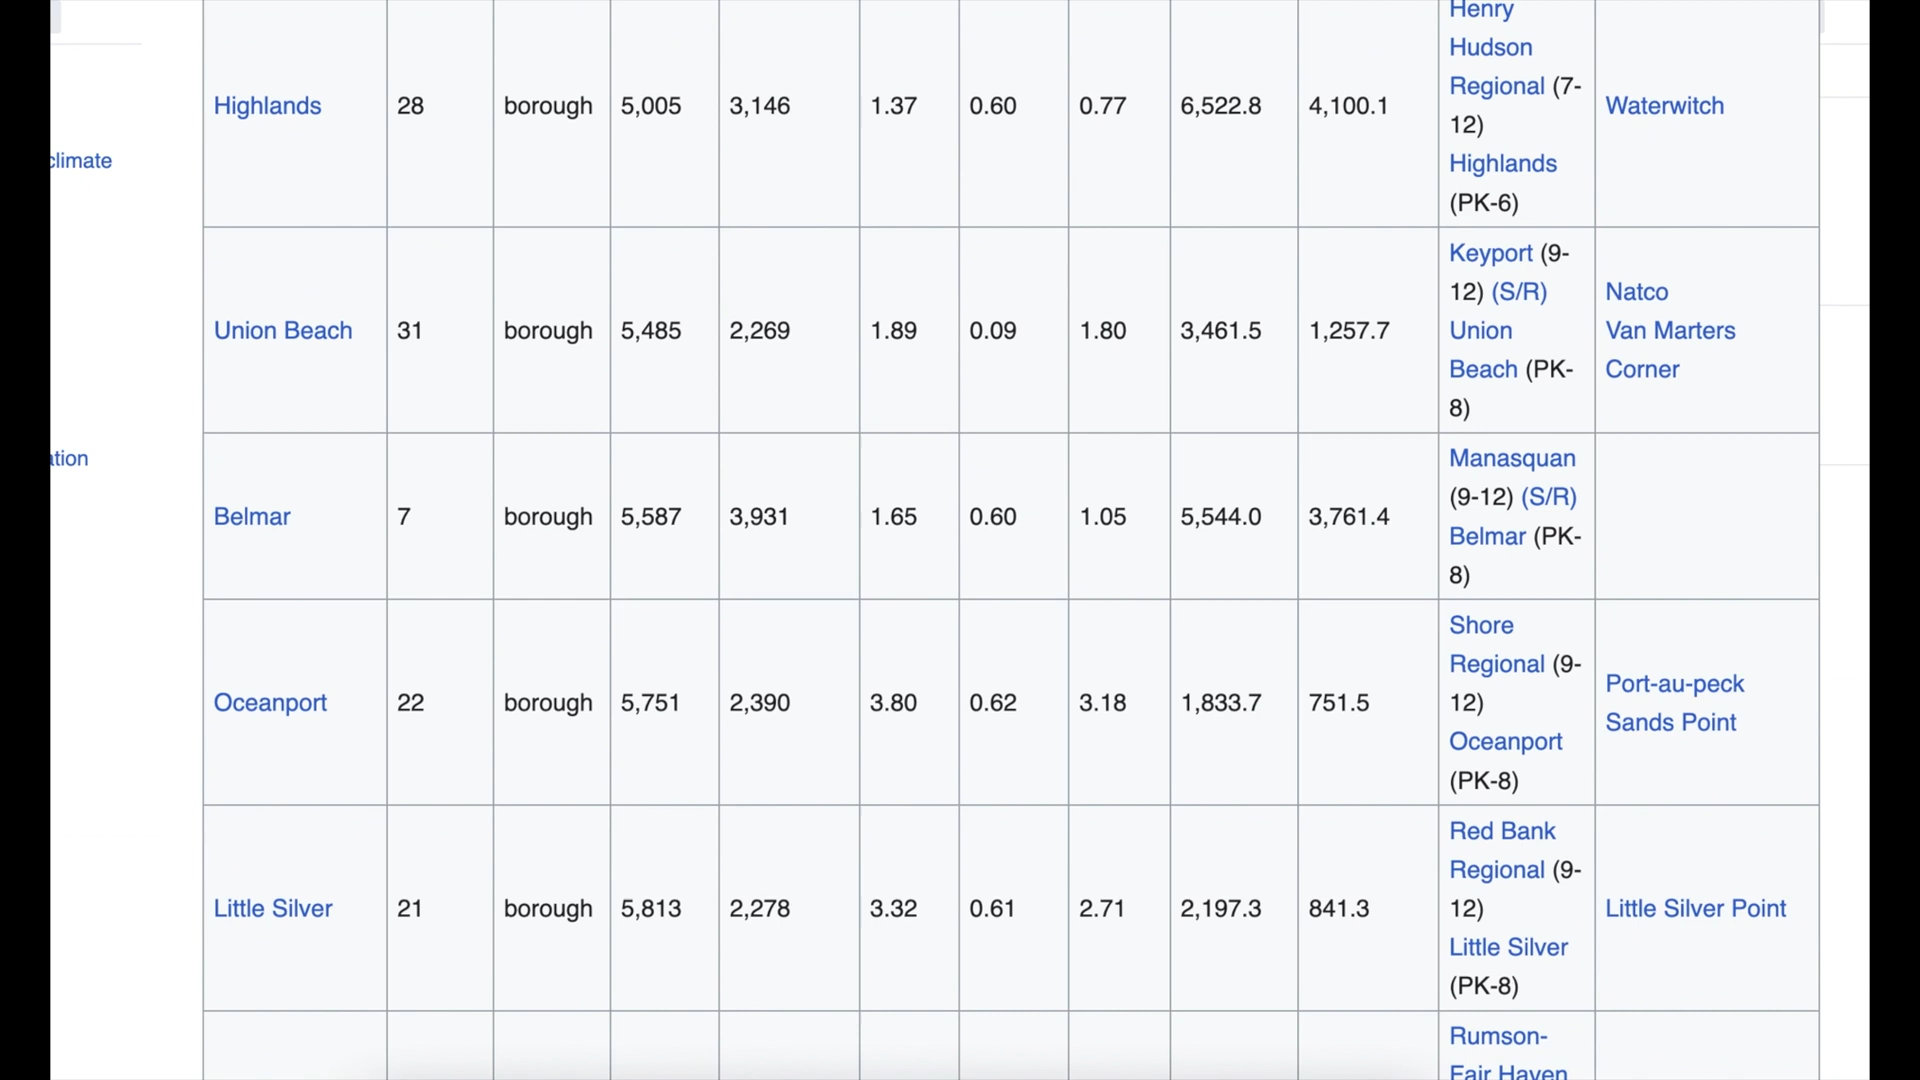 climate
ation
Henry
Hudson
Regional (7-
12)
Highlands
(PK-6)
Highlands 28 borough 5,005 3,146 1.37 0.60 0.77 6,522.8 4,100.1 Waterwitch
Keyport (9-
12) (S/R)
Union
Beach (PK-
8)
Union Beach 31 borough 5,485 2,269 1.89 0.09 1.80 3,461.5 1,257.7
Natco
Van Marters
Corner
Manasquan
(9-12) (S/R)
Belmar (PK-
8)
Belmar 7 borough 5,587 3,931 1.65 0.60 1.05 5,544.0 3,761.4
Shore
Regional (9-
12)
Oceanport
(PK-8)
Oceanport 22 borough 5,751 2,390 3.80 0.62 3.18 1,833.7 751.5
Port-au-peck
Sands Point
Red Bank
Regional (9-
12)
Little Silver
(PK-8)
Little Silver 21 borough 5,813 2,278 3.32 0.61 2.71 2,197.3 841.3 Little Silver Point
Rumson-
Fair Haven